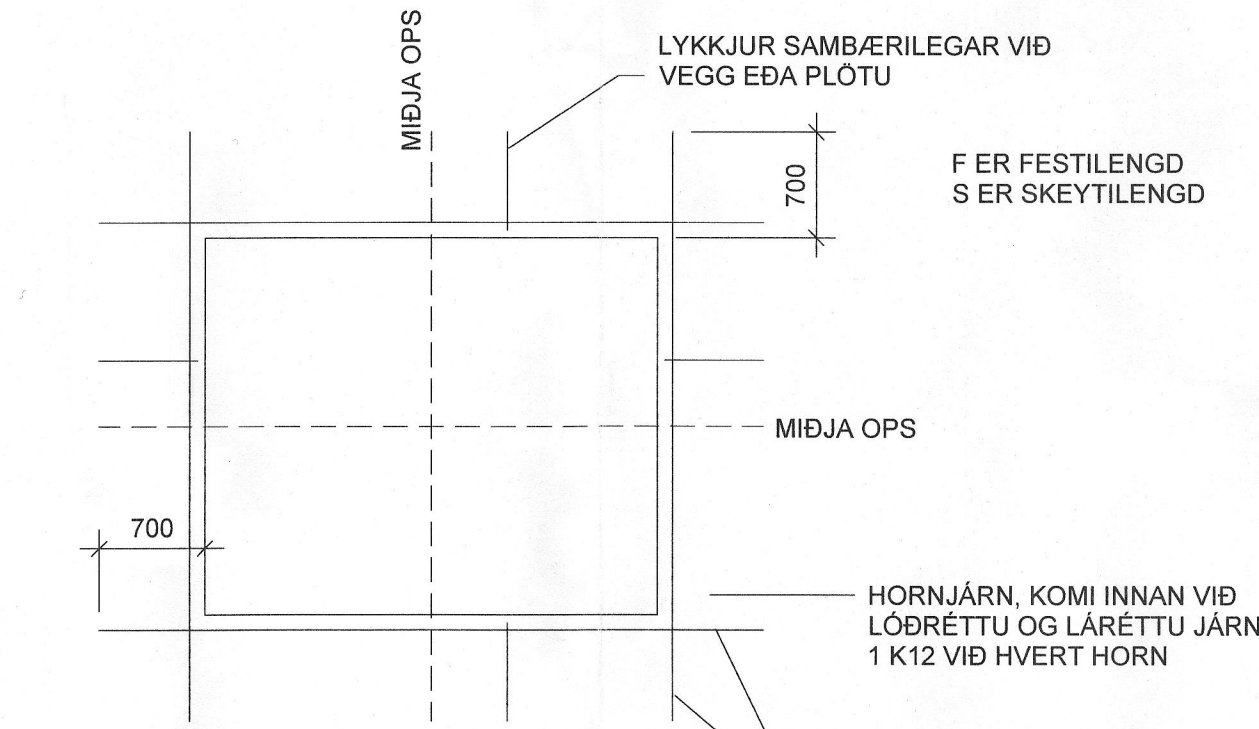 MIÐJA OPS
LYKKJUR SAMBÆRILEGAR VIÐ
VEGG EÐA PLÖTU
700
F ER FESTILENGD
S ER SKEYTILENGD
MIÐJA OPS
700
HORNJÁRN, KOMI INNAN VIÐ
LÓÐRÉTTU OG LÁRÉTTU JÁRN
1 K12 VIÐ HVERT HORN